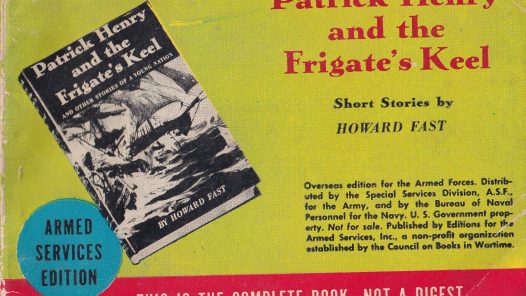 Patrick Henry
and the
Frigate's Keel
AND OTHER STORIES OF A YOUNG NATION
BY HOWARD FAST
Patrick Henry
and the
Frigate's Keel
Short Stories by
HOWARD FAST
Overseas edition for the Armed Forces. Distrib-
uted by the Special Services Division, A.S.F.,
for the Army, and by the Bureau of Naval
Personnel for the Navy. U. S. Government prop-
erty. Not for sale. Published by Editions for the
Armed Services, Inc., a non-profit organization
established by the Council on Books in Wartime.
ARMED
SERVICES
EDITION
THIS IS THE COMPLETE BOOK—NOT A DIGEST